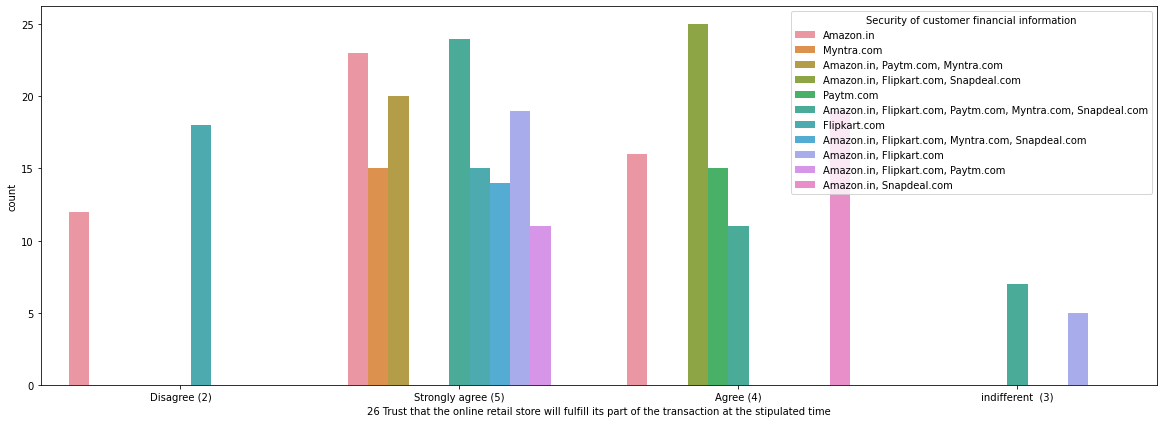 25
20
15
10
5
0
count
Security of customer financial information
Amazon.in
Myntra.com
Amazon.in, Paytm.com, Myntra.com
Amazon.in, Flipkart.com, Snapdeal.com
Paytm.com
Amazon.in, Flipkart.com, Paytm.com, Myntra.com, Snapdeal.com
Flipkart.com
Amazon.in, Flipkart.com, Myntra.com, Snapdeal.com
Amazon.in, Flipkart.com
Amazon.in, Flipkart.com, Paytm.com
Amazon.in, Snapdeal.com
Disagree (2) Strongly agree (5) Agree (4) indifferent  (3)
26 Trust that the online retail store will fulfill its part of the transaction at the stipulated time